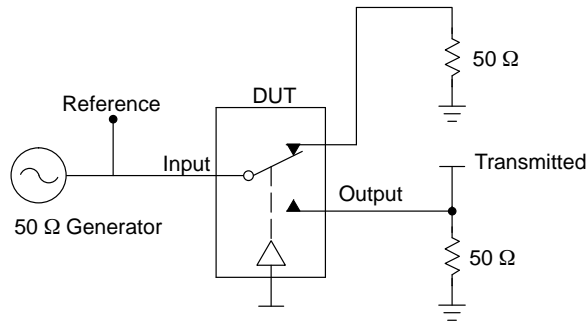 50 Ω
Reference
DUT
Input
Transmitted
Output
50 Ω Generator
50 Ω